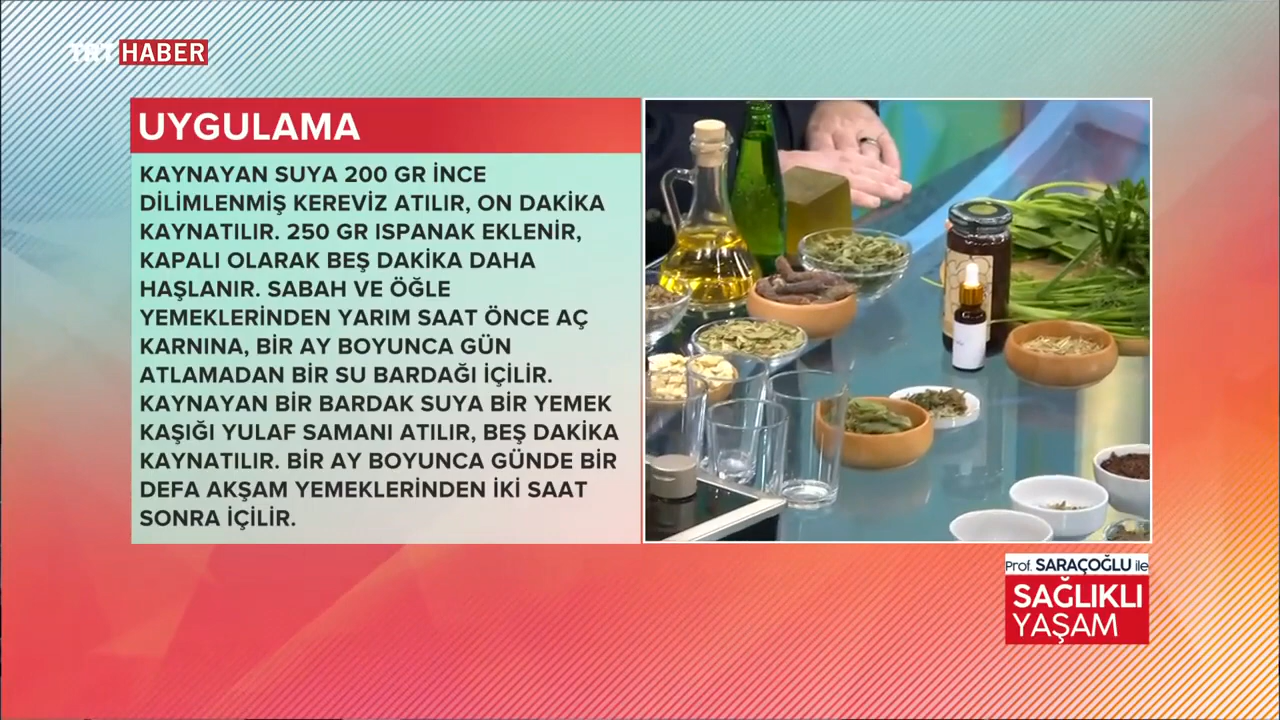 TRT HABER
UYGULAMA
KAYNAYAN SUYA 200 GR İNCE
DİLİMLENMİŞ KEREVİZ ATILIR, ON DAKİKA
KAYNATILIR. 250 GR ISPANAK EKLENİR,
KAPALI OLARAK BEŞ DAKİKA DAHA
HAŞLANIR. SABAH VE ÖĞLE
YEMEKLERİNDEN YARIM SAAT ÖNCE AÇ
KARNINA, BİR AY BOYUNCA GÜN
ATLAMADAN BİR SU BARDAĞI İÇİLİR.
KAYNAYAN BİR BARDAK SUYA BİR YEMEK
KAŞIĞI YULAF SAMANI ATILIR, BEŞ DAKİKA
KAYNATILIR. BİR AY BOYUNCA GÜNDE BİR
DEFA AKŞAM YEMEKLERİNDEN İKİ SAAT
SONRA İÇİLİR.
Prof. SARAÇOĞLU ile
SAĞLIKLI
YAŞAM